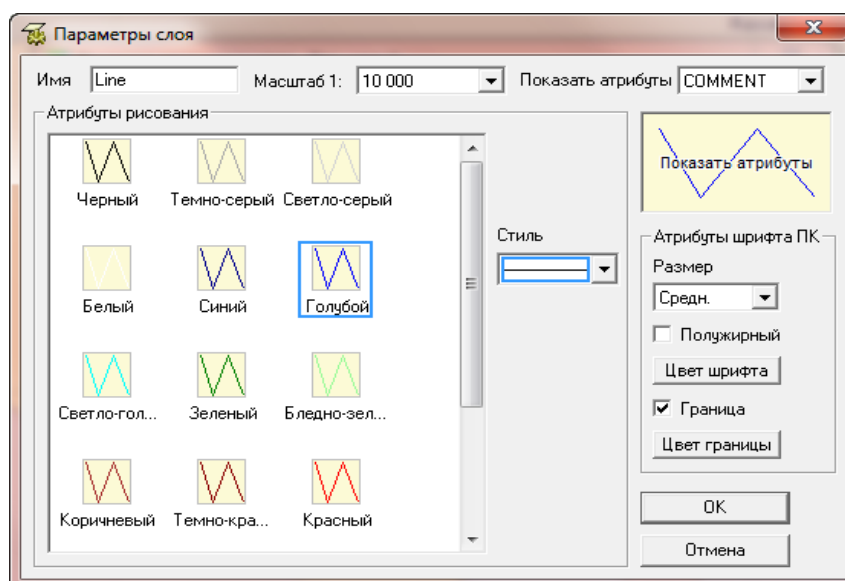 Параметры слоя
Имя Line Масштаб 1: 10 000 Показать атрибуты COMMENT
Атрибуты рисования
Черный Темно-серый Светло-серый
Белый Синий Голубой
Светло-гол... Зеленый Бледно-зел...
Коричневый Темно-кра... Красный
Стиль
Показать атрибуты
Атрибуты шрифта ПК
Размер
Средн.
Полужирный
Цвет шрифта
Граница
Цвет границы
OK
Отмена